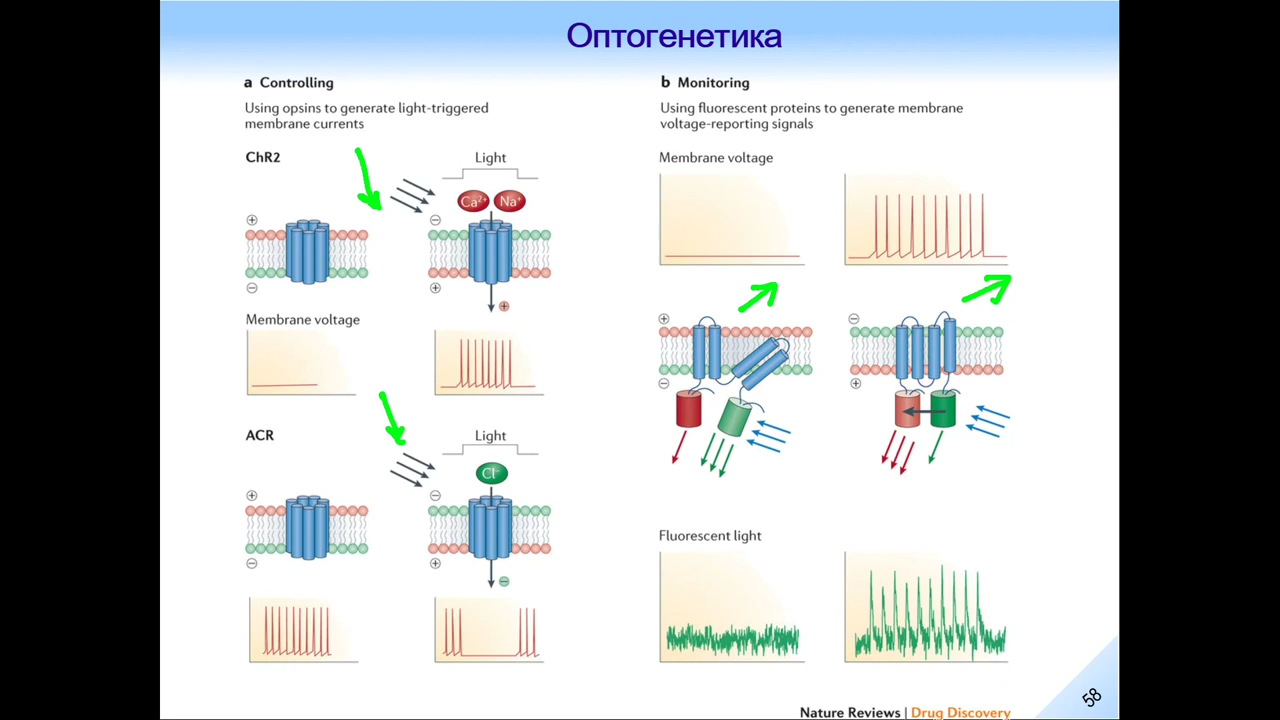 Оптогенетика
a Controlling
Using opsins to generate light-triggered
membrane currents
ChR2
Light
Ca²⁺ Na⁺
+
−
−
+
+
Membrane voltage
ACR
Light
Cl⁻
+
−
−
+
−
b Monitoring
Using fluorescent proteins to generate membrane
voltage-reporting signals
Membrane voltage
+
−
−
+
Fluorescent light
Nature Reviews | Drug Discovery
58